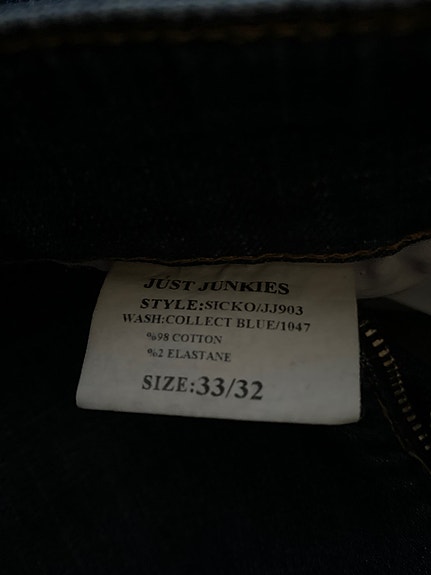 JUST JUNKIES
STYLE:SICKO/JJ903
WASH:COLLECT BLUE/1047
%98 COTTON
%2 ELASTANE
SIZE:33/32